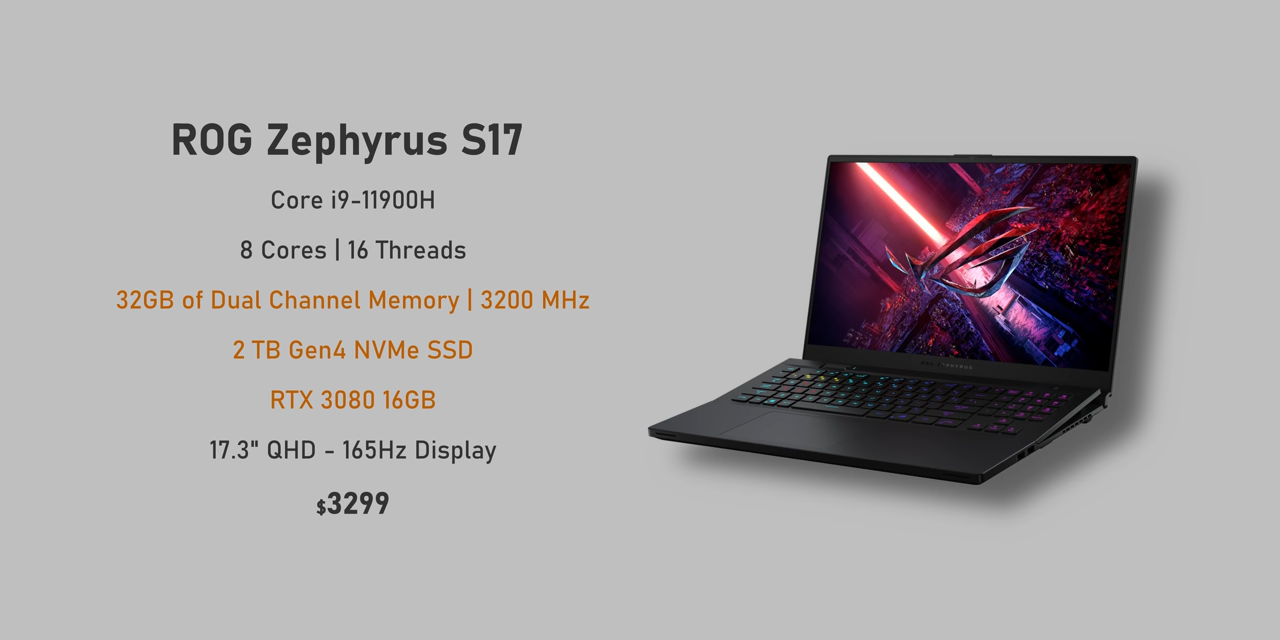 ROG Zephyrus S17
Core i9-11900H
8 Cores | 16 Threads
32GB of Dual Channel Memory | 3200 MHz
2 TB Gen4 NVMe SSD
RTX 3080 16GB
17.3" QHD - 165Hz Display
$3299